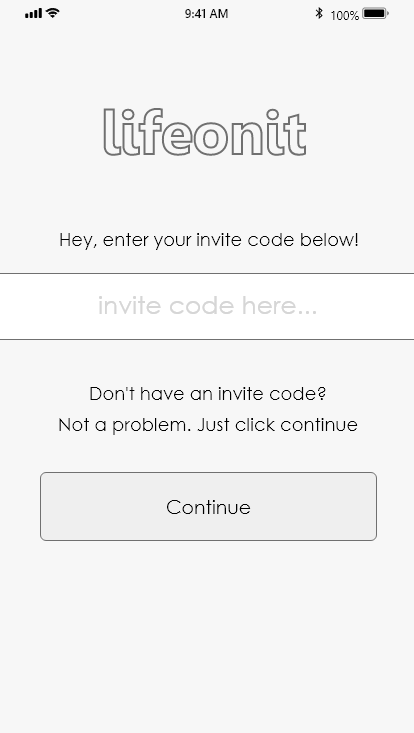 9:41 AM 100%
lifeonit
Hey, enter your invite code below!
invite code here...
Don't have an invite code?
Not a problem. Just click continue
Continue